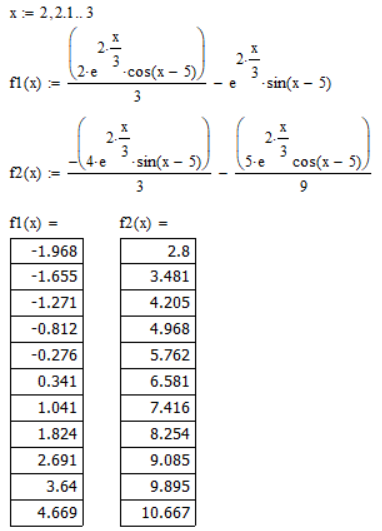 x := 2,2.1..3
f1(x) := (2·e^(2·x/3)·cos(x − 5))/3 − e^(2·x/3)·sin(x − 5)
f2(x) := −(4·e^(2·x/3)·sin(x − 5))/3 − (5·e^(2·x/3) cos(x − 5))/9
f1(x) = f2(x) =
-1.968 2.8
-1.655 3.481
-1.271 4.205
-0.812 4.968
-0.276 5.762
0.341 6.581
1.041 7.416
1.824 8.254
2.691 9.085
3.64 9.895
4.669 10.667